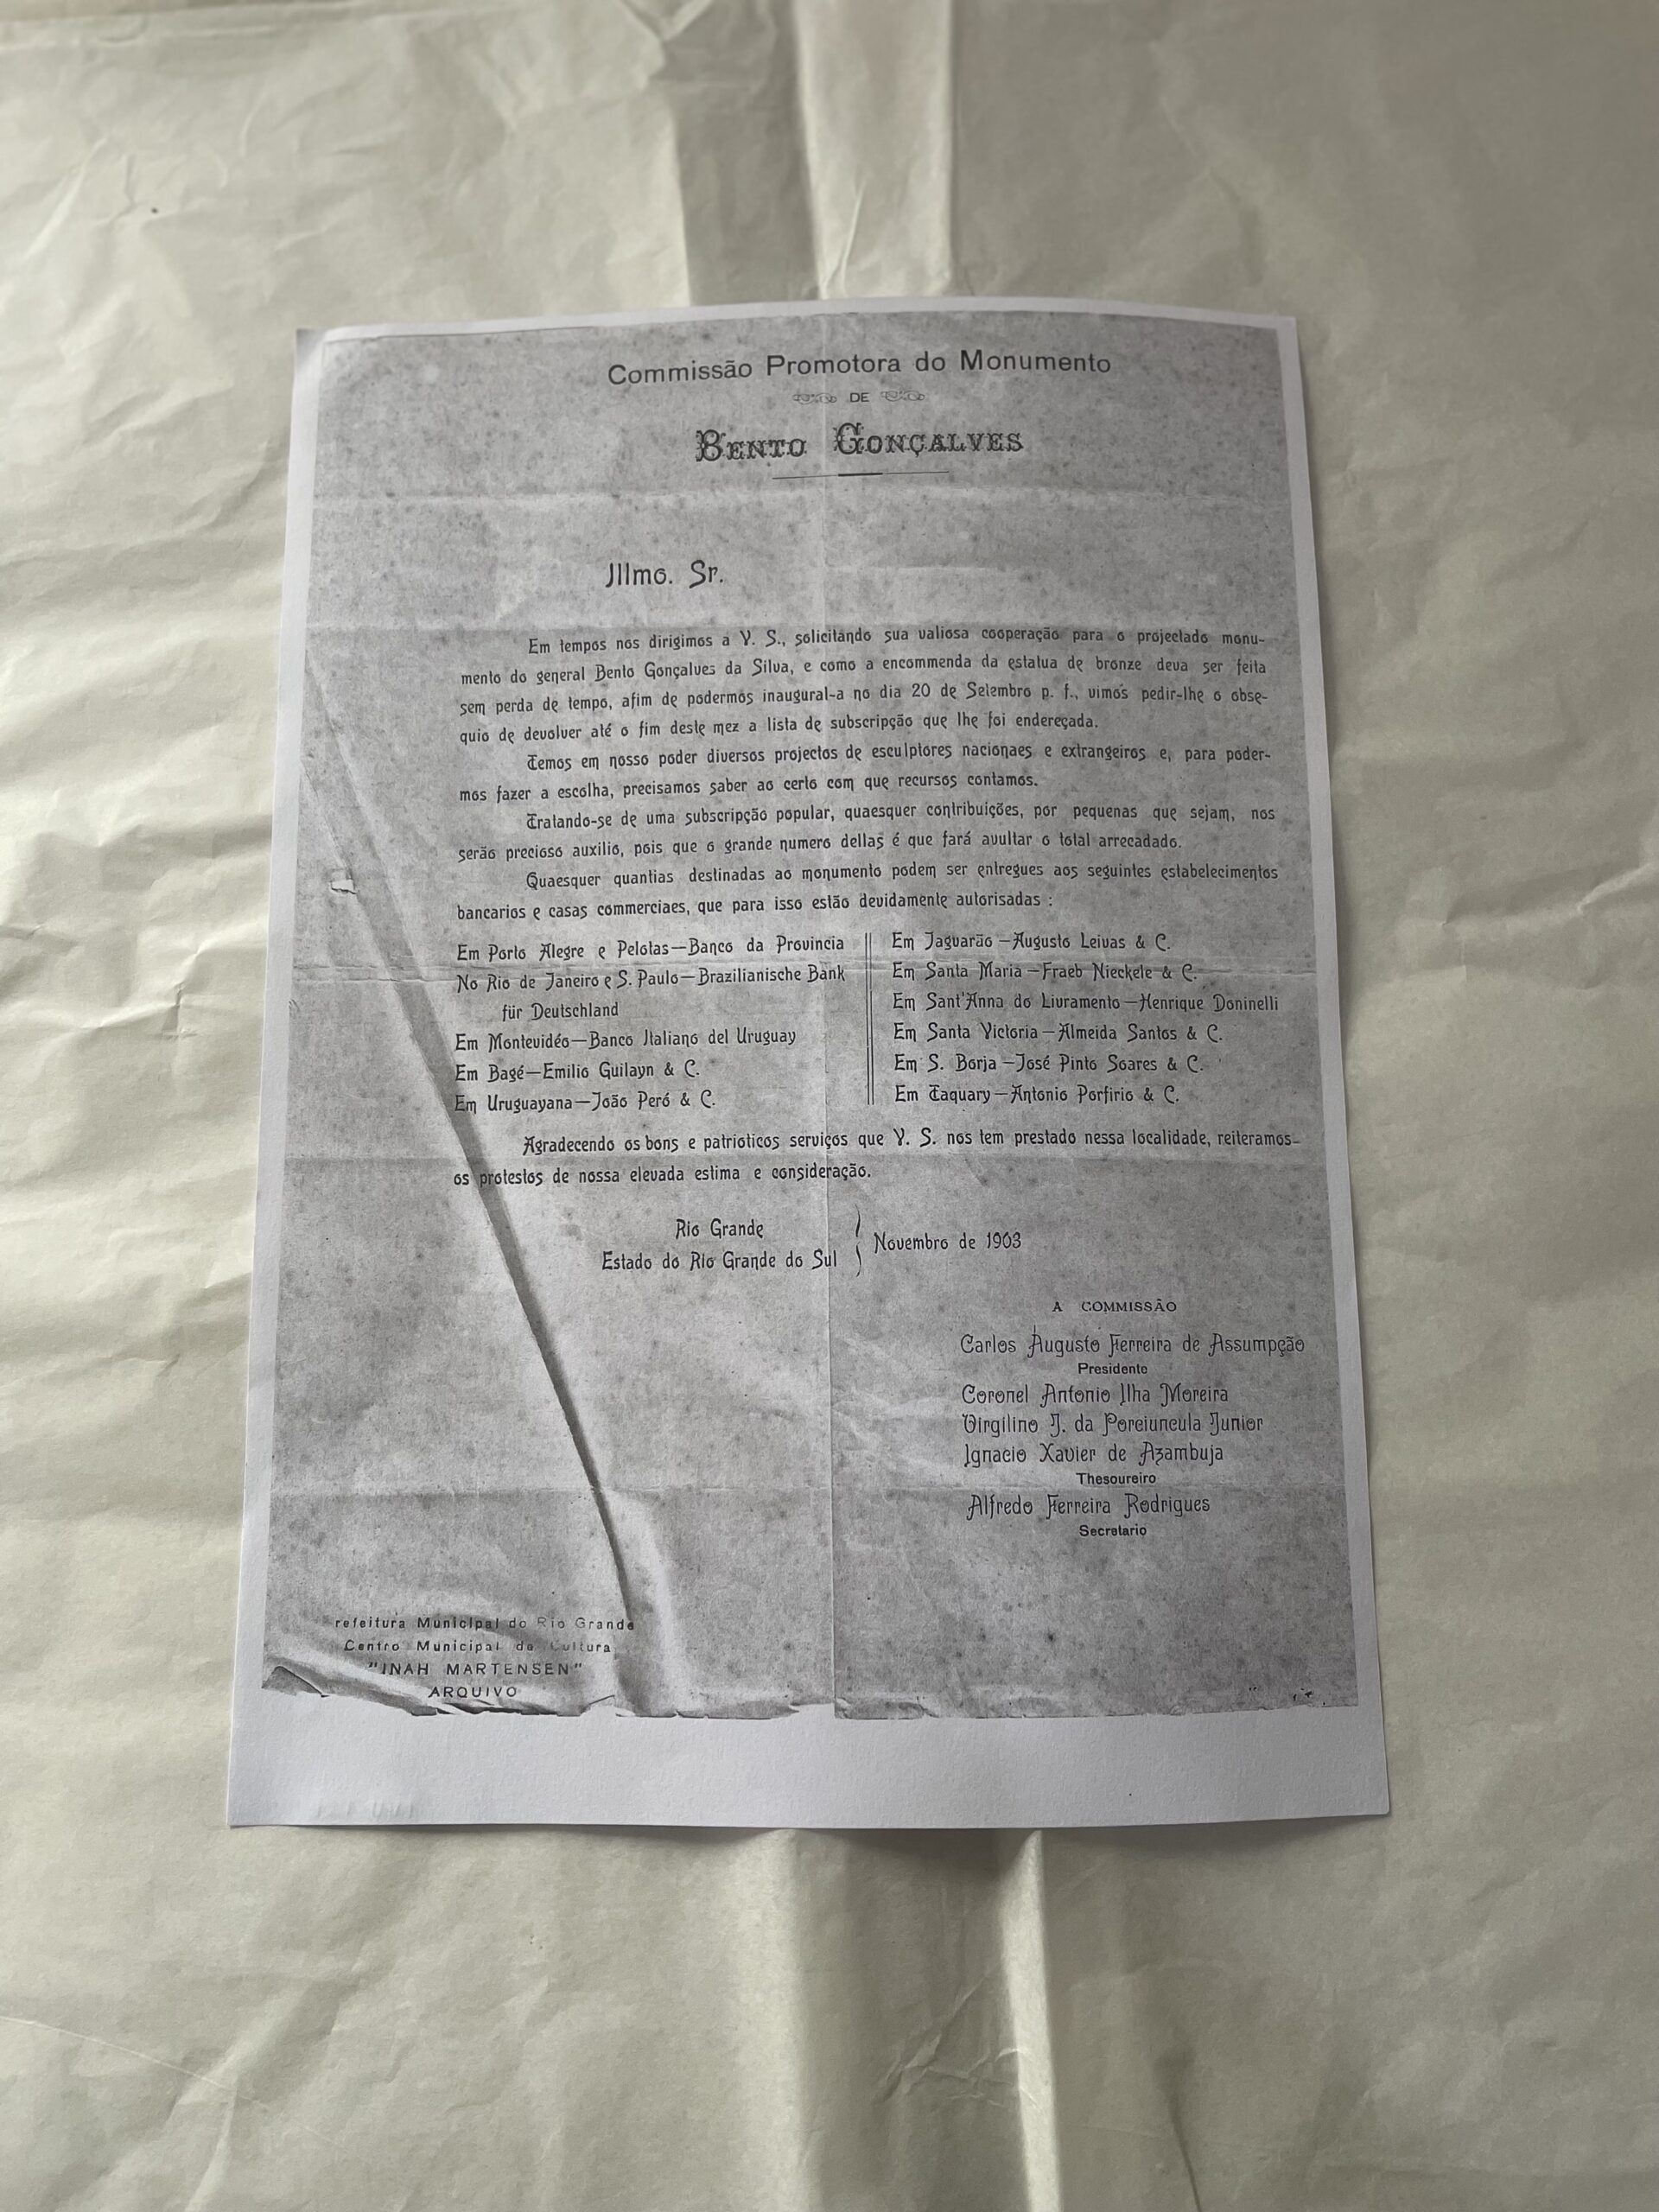 Commissão Promotora do Monumento
DE
BENTO GONÇALVES
Illmo. Sr.
Em tempos nos dirigimos a V. S., solicitando sua valiosa cooperação para o projectado monu-
mento do general Bento Gonçalves da Silva, e como a encommenda da estatua de bronze deva ser feita
sem perda de tempo, afim de podermos inaugural-a no dia 20 de Setembro p. f., vimos pedir-lhe o obse-
quio de devolver até o fim deste mez a lista de subscripção que lhe foi endereçada.
Temos em nosso poder diversos projectos de esculptores nacionaes e extrangeiros e, para poder-
mos fazer a escolha, precisamos saber ao certo com que recursos contamos.
Tratando-se de uma subscripção popular, quaesquer contribuições, por pequenas que sejam, nos
serão precioso auxilio, pois que o grande numero dellas é que fará avultar o total arrecadado.
Quaesquer quantias destinadas ao monumento podem ser entregues aos seguintes estabelecimentos
bancarios e casas commerciaes, que para isso estão devidamente autorisadas :
Em Porto Alegre e Pelotas—Banco da Provincia
No Rio de Janeiro e S. Paulo—Brazilianische Bank
für Deutschland
Em Montevidéo—Banco Italiano del Uruguay
Em Bagé—Emilio Guilayn & C.
Em Uruguayana—João Peró & C.
Em Jaguarão—Augusto Leivas & C.
Em Santa Maria—Fraeb Nieckele & C.
Em Sant'Anna do Livramento—Henrique Doninelli
Em Santa Victoria—Almeida Santos & C.
Em S. Borja—José Pinto Soares & C.
Em Taquary—Antonio Porfirio & C.
Agradecendo os bons e patrioticos serviços que V. S. nos tem prestado nessa localidade, reiteramos
os protestos de nossa elevada estima e consideração.
Rio Grande
Estado do Rio Grande do Sul
Novembro de 1903
A COMMISSÃO
Carlos Augusto Ferreira de Assumpção
Presidente
Coronel Antonio Ilha Moreira
Virgilino J. da Porciuncula Junior
Ignacio Xavier de Azambuja
Thesoureiro
Alfredo Ferreira Rodrigues
Secretario
refeitura Municipal do Rio Grande
Centro Municipal de Cultura
"INAH MARTENSEN"
ARQUIVO